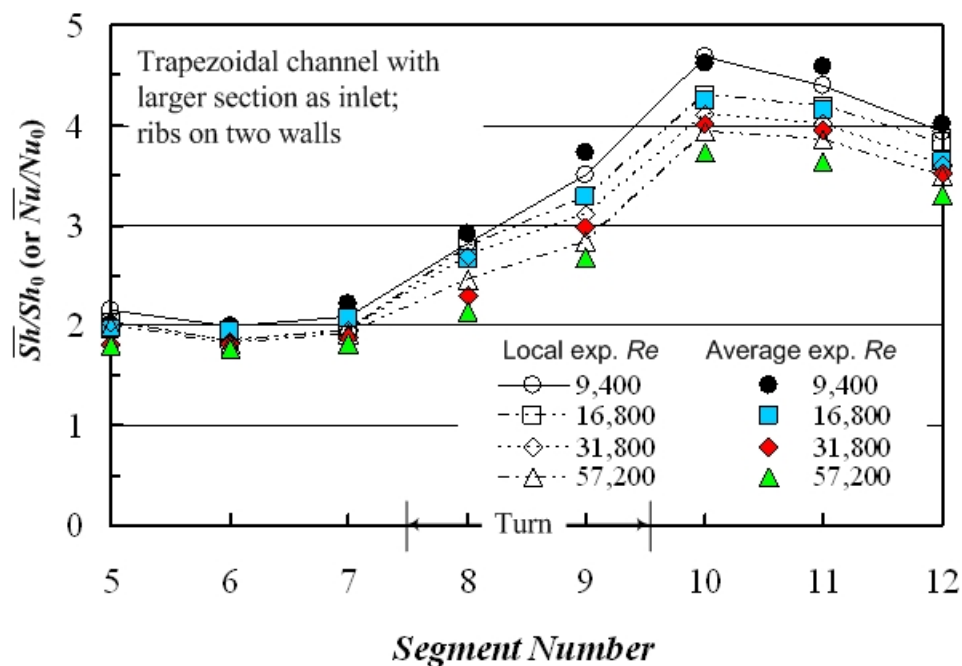 5
Trapezoidal channel with
larger section as inlet;
ribs on two walls
4
3
2
1
0
Sh/Sh0 (or Nu/Nu0)
Local exp. Re
Average exp. Re
9,400
9,400
16,800
16,800
31,800
31,800
57,200
57,200
Turn
5 6 7 8 9 10 11 12
Segment Number